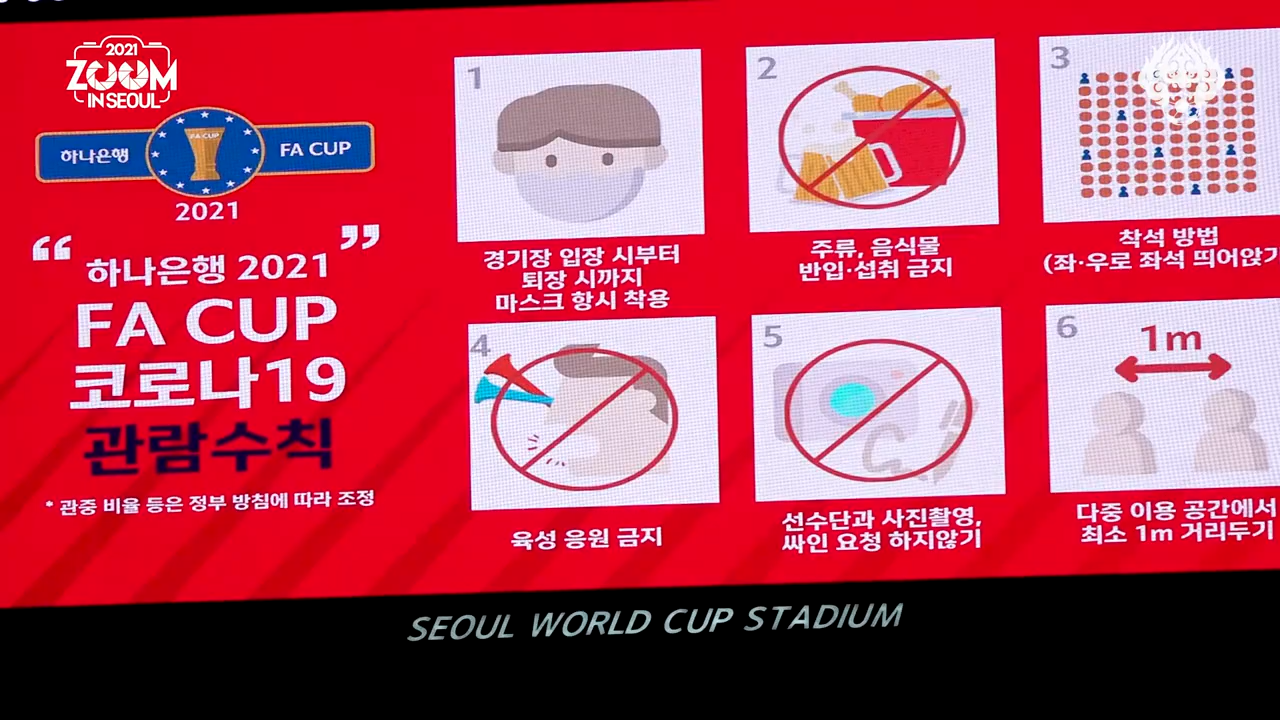 2021
ZOOM
IN SEOUL
하나은행
FA CUP
FA CUP
2021
“ 하나은행 2021 ”
FA CUP
코로나19
관람수칙
* 관중 비율 등은 정부 방침에 따라 조정
1
경기장 입장 시부터
퇴장 시까지
마스크 항시 착용
2
주류, 음식물
반입·섭취 금지
3
착석 방법
(좌·우로 좌석 띄어앉기
4
육성 응원 금지
5
선수단과 사진촬영,
싸인 요청 하지않기
6
1m
다중 이용 공간에서
최소 1m 거리두기
SEOUL WORLD CUP STADIUM